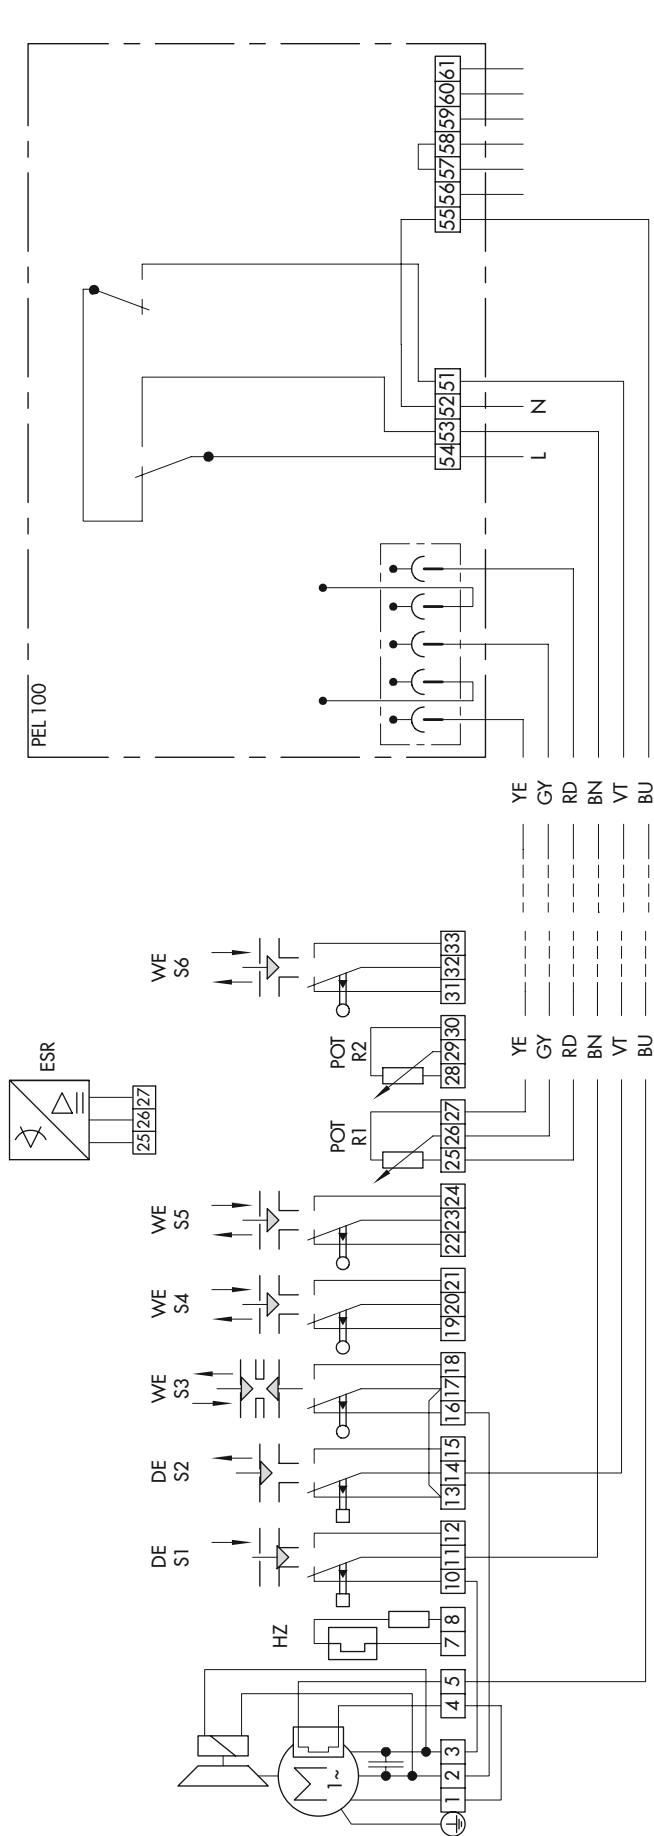 PEL 100
61
60
59
58
57
56
55
51
52
53
54
N
L
YE
GY
RD
BN
VT
BU
ESR
25 26 27
WE
S6
31 32 33
POT
R2
28 29 30
POT
R1
25 26 27
WE
S5
22 23 24
WE
S4
19 20 21
WE
S3
16 17 18
DE
S2
13 14 15
DE
S1
10 11 12
HZ
7 8
4 5
1 2 3
M
1~
YE
GY
RD
BN
VT
BU